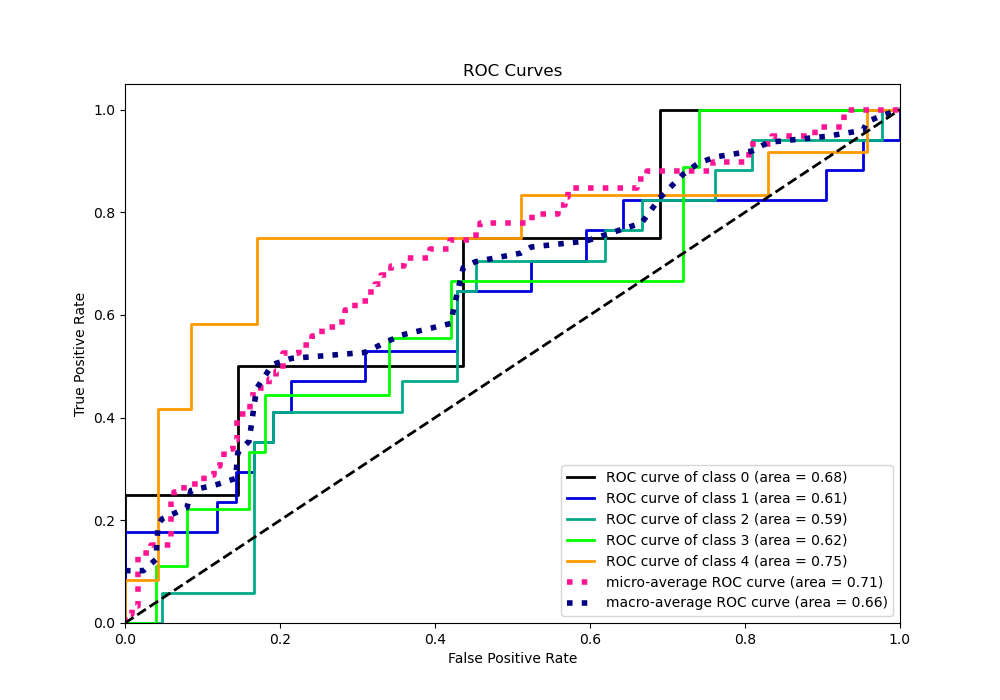 ROC Curves
True Positive Rate
1.0
0.8
0.6
0.4
0.2
0.0
0.0 0.2 0.4 0.6 0.8 1.0
False Positive Rate
ROC curve of class 0 (area = 0.68)
ROC curve of class 1 (area = 0.61)
ROC curve of class 2 (area = 0.59)
ROC curve of class 3 (area = 0.62)
ROC curve of class 4 (area = 0.75)
micro-average ROC curve (area = 0.71)
macro-average ROC curve (area = 0.66)